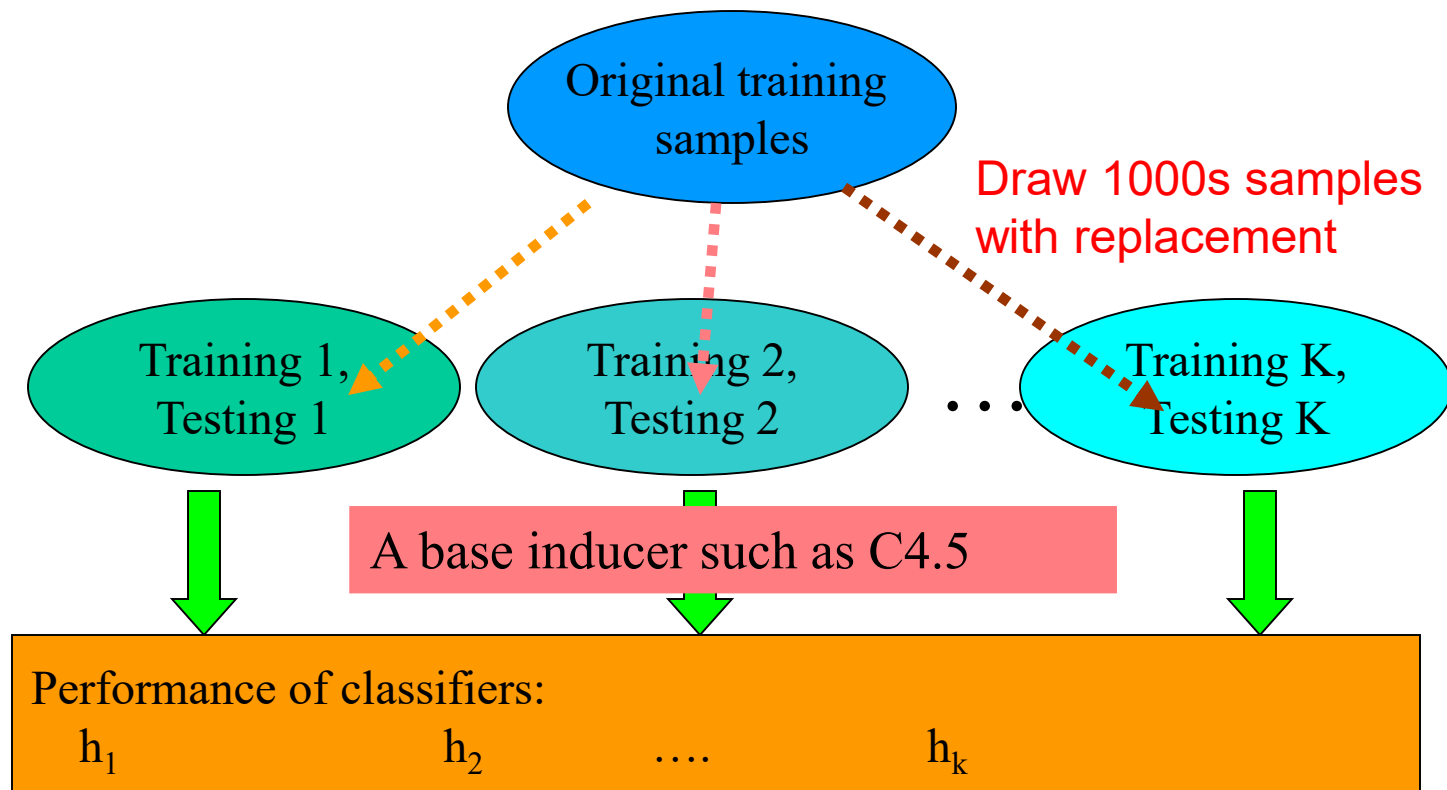 Original training
samples
Draw 1000s samples
with replacement
Training 1,
Testing 1
Training 2,
Testing 2
...
Training K,
Testing K
A base inducer such as C4.5
Performance of classifiers:
h₁ h₂ .... hₖ